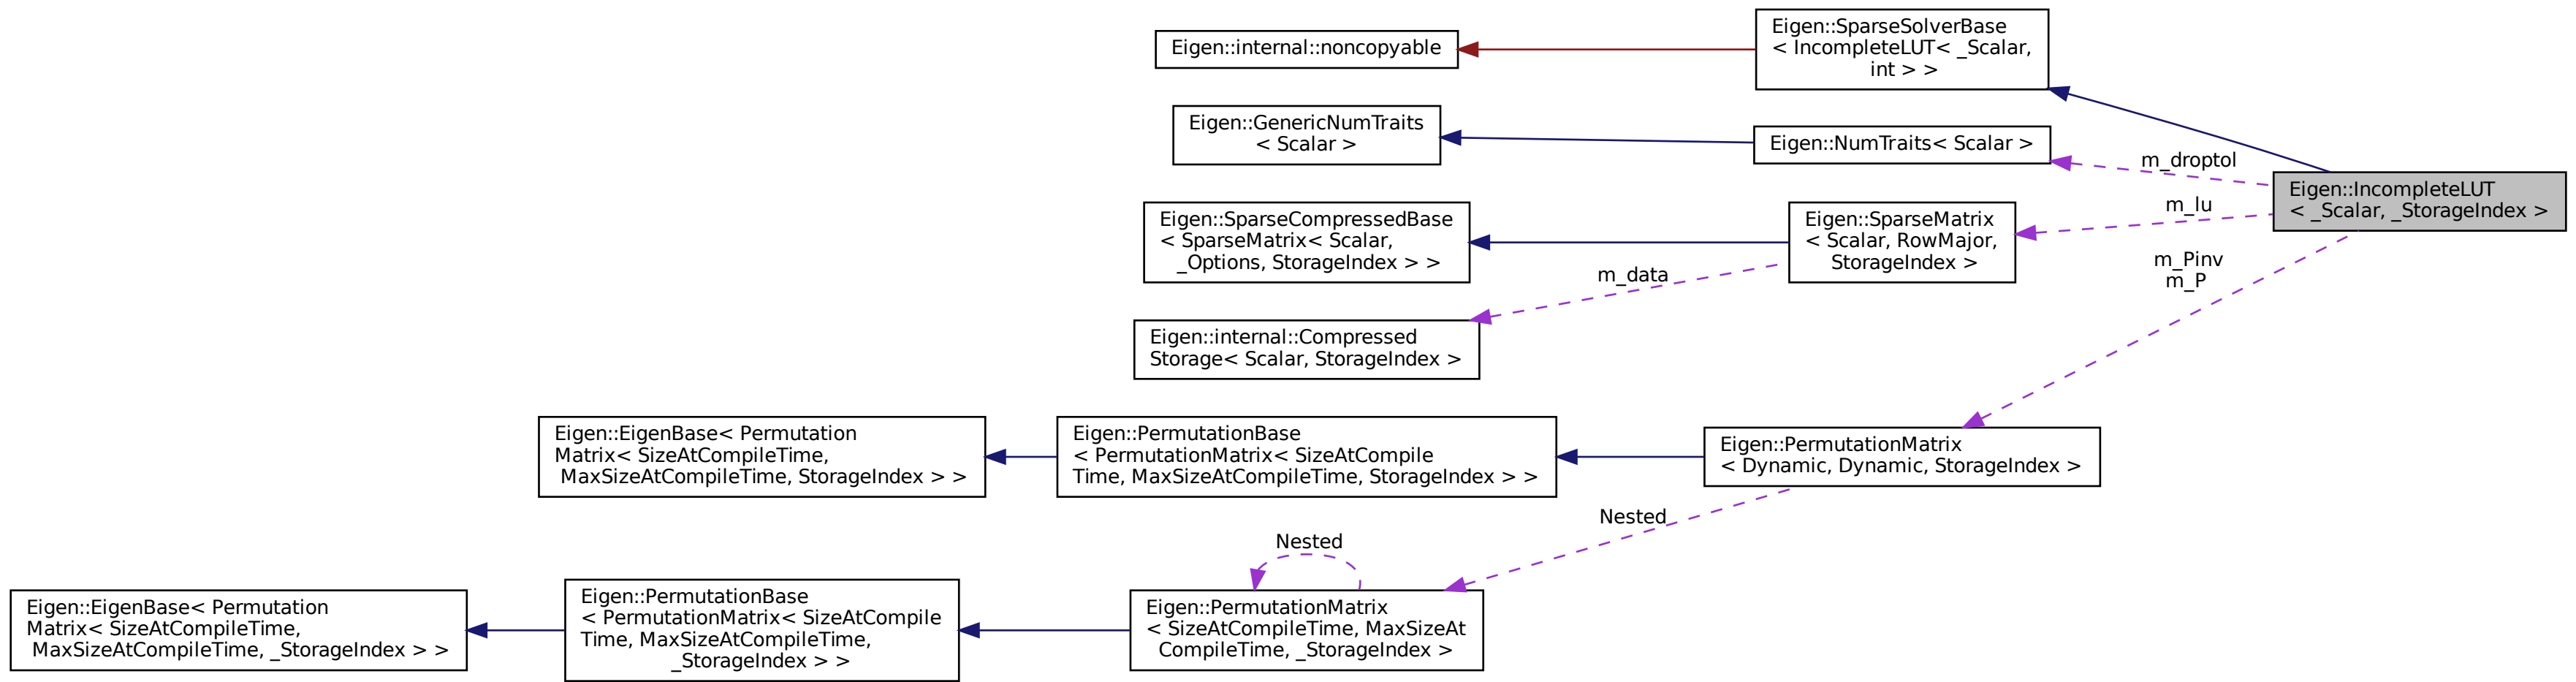 Eigen::internal::noncopyable
Eigen::SparseSolverBase
< IncompleteLUT< _Scalar,
int > >
Eigen::GenericNumTraits
< Scalar >
Eigen::NumTraits< Scalar >
m_droptol
Eigen::IncompleteLUT
< _Scalar, _StorageIndex >
Eigen::SparseCompressedBase
< SparseMatrix< Scalar,
_Options, StorageIndex > >
Eigen::SparseMatrix
< Scalar, RowMajor,
StorageIndex >
m_lu
m_data
m_Pinv
m_P
Eigen::internal::Compressed
Storage< Scalar, StorageIndex >
Eigen::EigenBase< Permutation
Matrix< SizeAtCompileTime,
MaxSizeAtCompileTime, StorageIndex > >
Eigen::PermutationBase
< PermutationMatrix< SizeAtCompile
Time, MaxSizeAtCompileTime, StorageIndex > >
Eigen::PermutationMatrix
< Dynamic, Dynamic, StorageIndex >
Nested
Nested
Eigen::EigenBase< Permutation
Matrix< SizeAtCompileTime,
MaxSizeAtCompileTime, _StorageIndex > >
Eigen::PermutationBase
< PermutationMatrix< SizeAtCompile
Time, MaxSizeAtCompileTime,
_StorageIndex > >
Eigen::PermutationMatrix
< SizeAtCompileTime, MaxSizeAt
CompileTime, _StorageIndex >